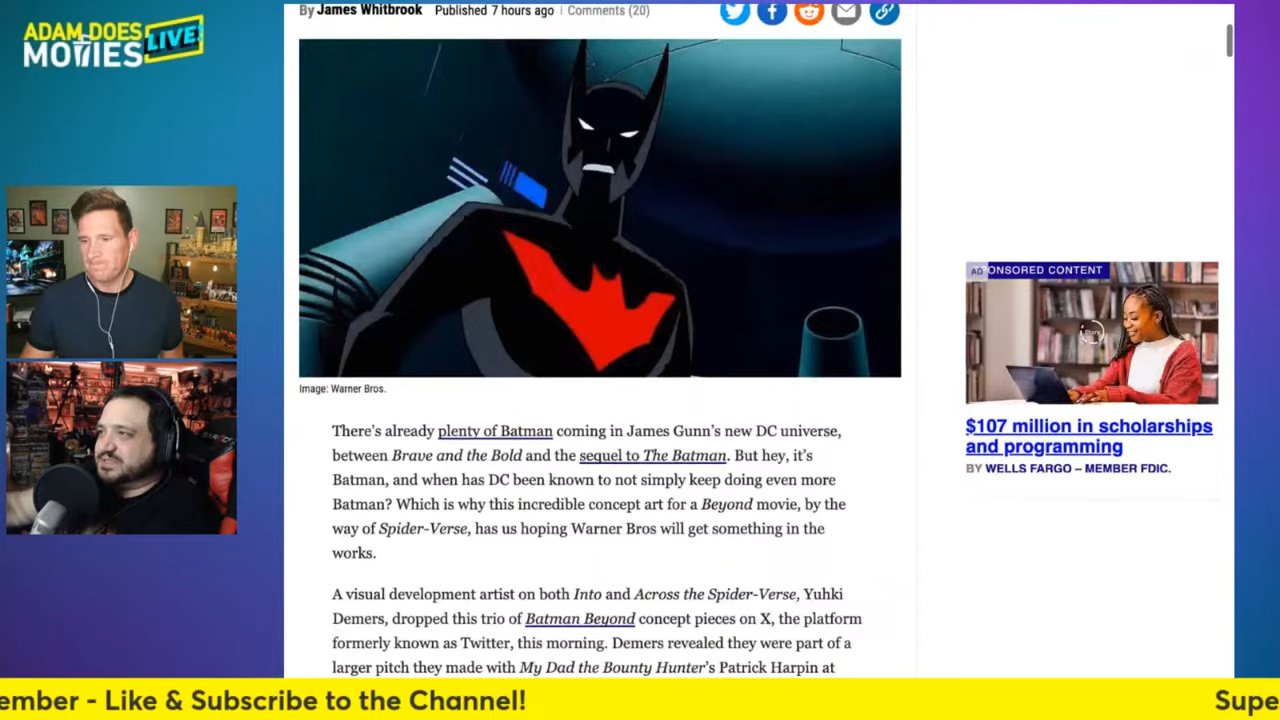 ADAM DOES
MOVIES
LIVE!
By James Whitbrook Published 7 hours ago | Comments (20)
Image: Warner Bros.
There's already plenty of Batman coming in James Gunn's new DC universe,
between Brave and the Bold and the sequel to The Batman. But hey, it's
Batman, and when has DC been known to not simply keep doing even more
Batman? Which is why this incredible concept art for a Beyond movie, by the
way of Spider-Verse, has us hoping Warner Bros will get something in the
works.
A visual development artist on both Into and Across the Spider-Verse, Yuhki
Demers, dropped this trio of Batman Beyond concept pieces on X, the platform
formerly known as Twitter, this morning. Demers revealed they were part of a
larger pitch they made with My Dad the Bounty Hunter's Patrick Harpin at
AD ONSORED CONTENT
$107 million in scholarships
and programming
BY WELLS FARGO – MEMBER FDIC.
ember - Like & Subscribe to the Channel!
Supe